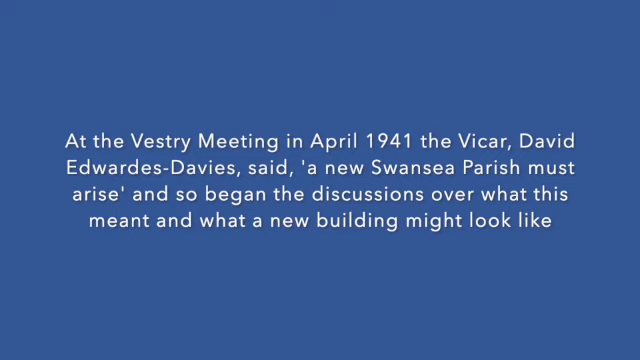 At the Vestry Meeting in April 1941 the Vicar, David
Edwardes-Davies, said, 'a new Swansea Parish must
arise' and so began the discussions over what this
meant and what a new building might look like